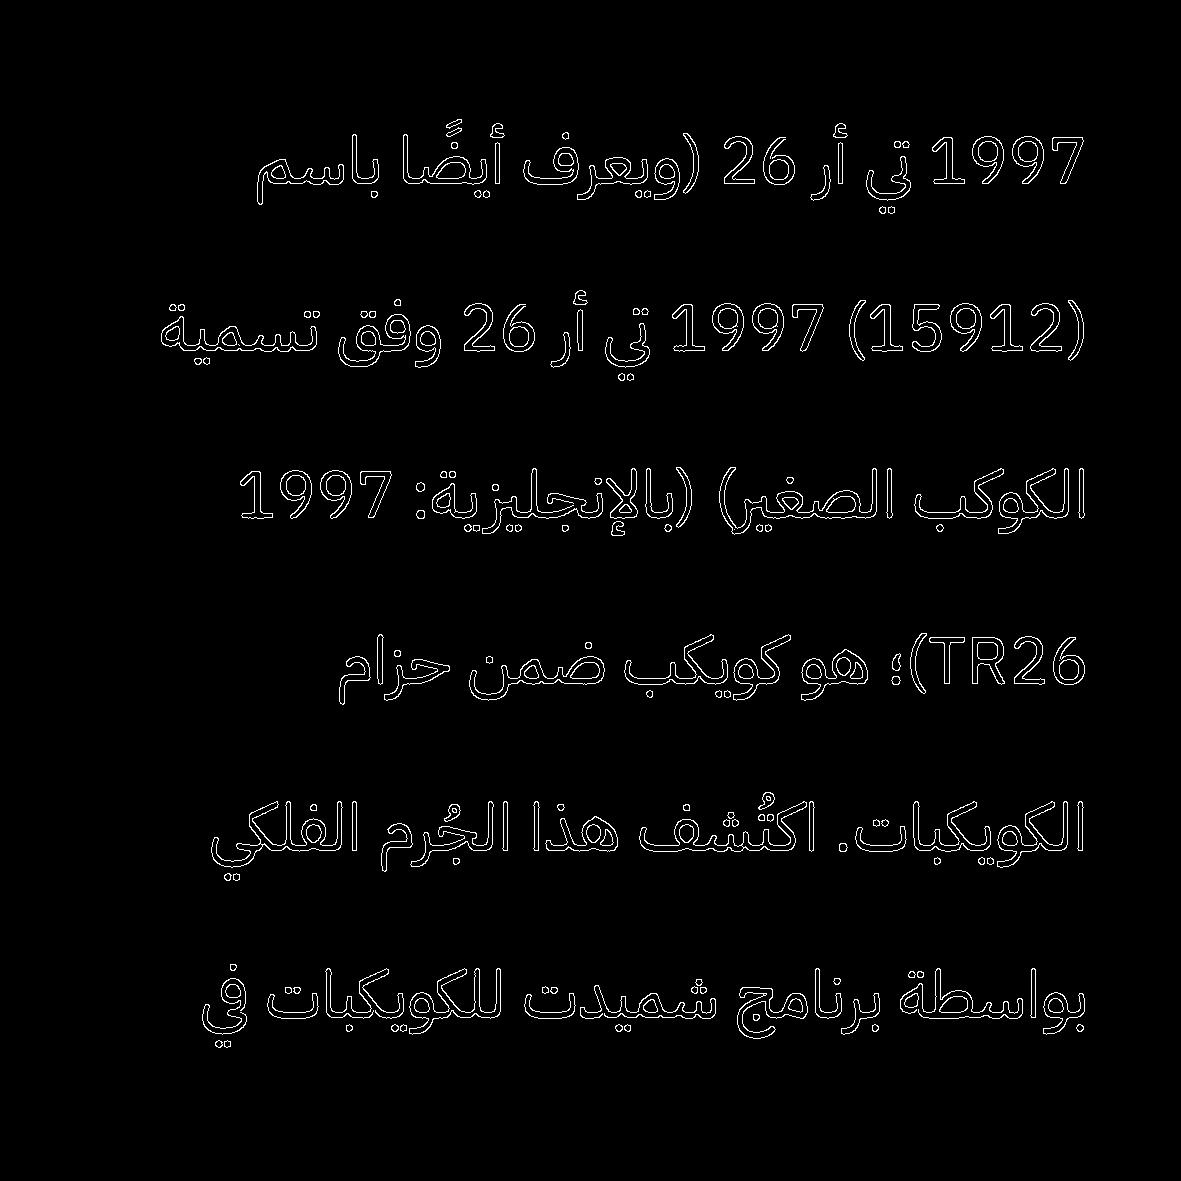 1997 تي أر 26 (ويعرف أيضًا باسم
(15912) 1997 تي أر 26 وفق تسمية
الكوكب الصغير) (بالإنجليزية: 1997
TR26)؛ هو كويكب ضمن حزام
الكويكبات. اكتُشف هذا الجُرم الفلكي
بواسطة برنامج شميدت للكويكبات في